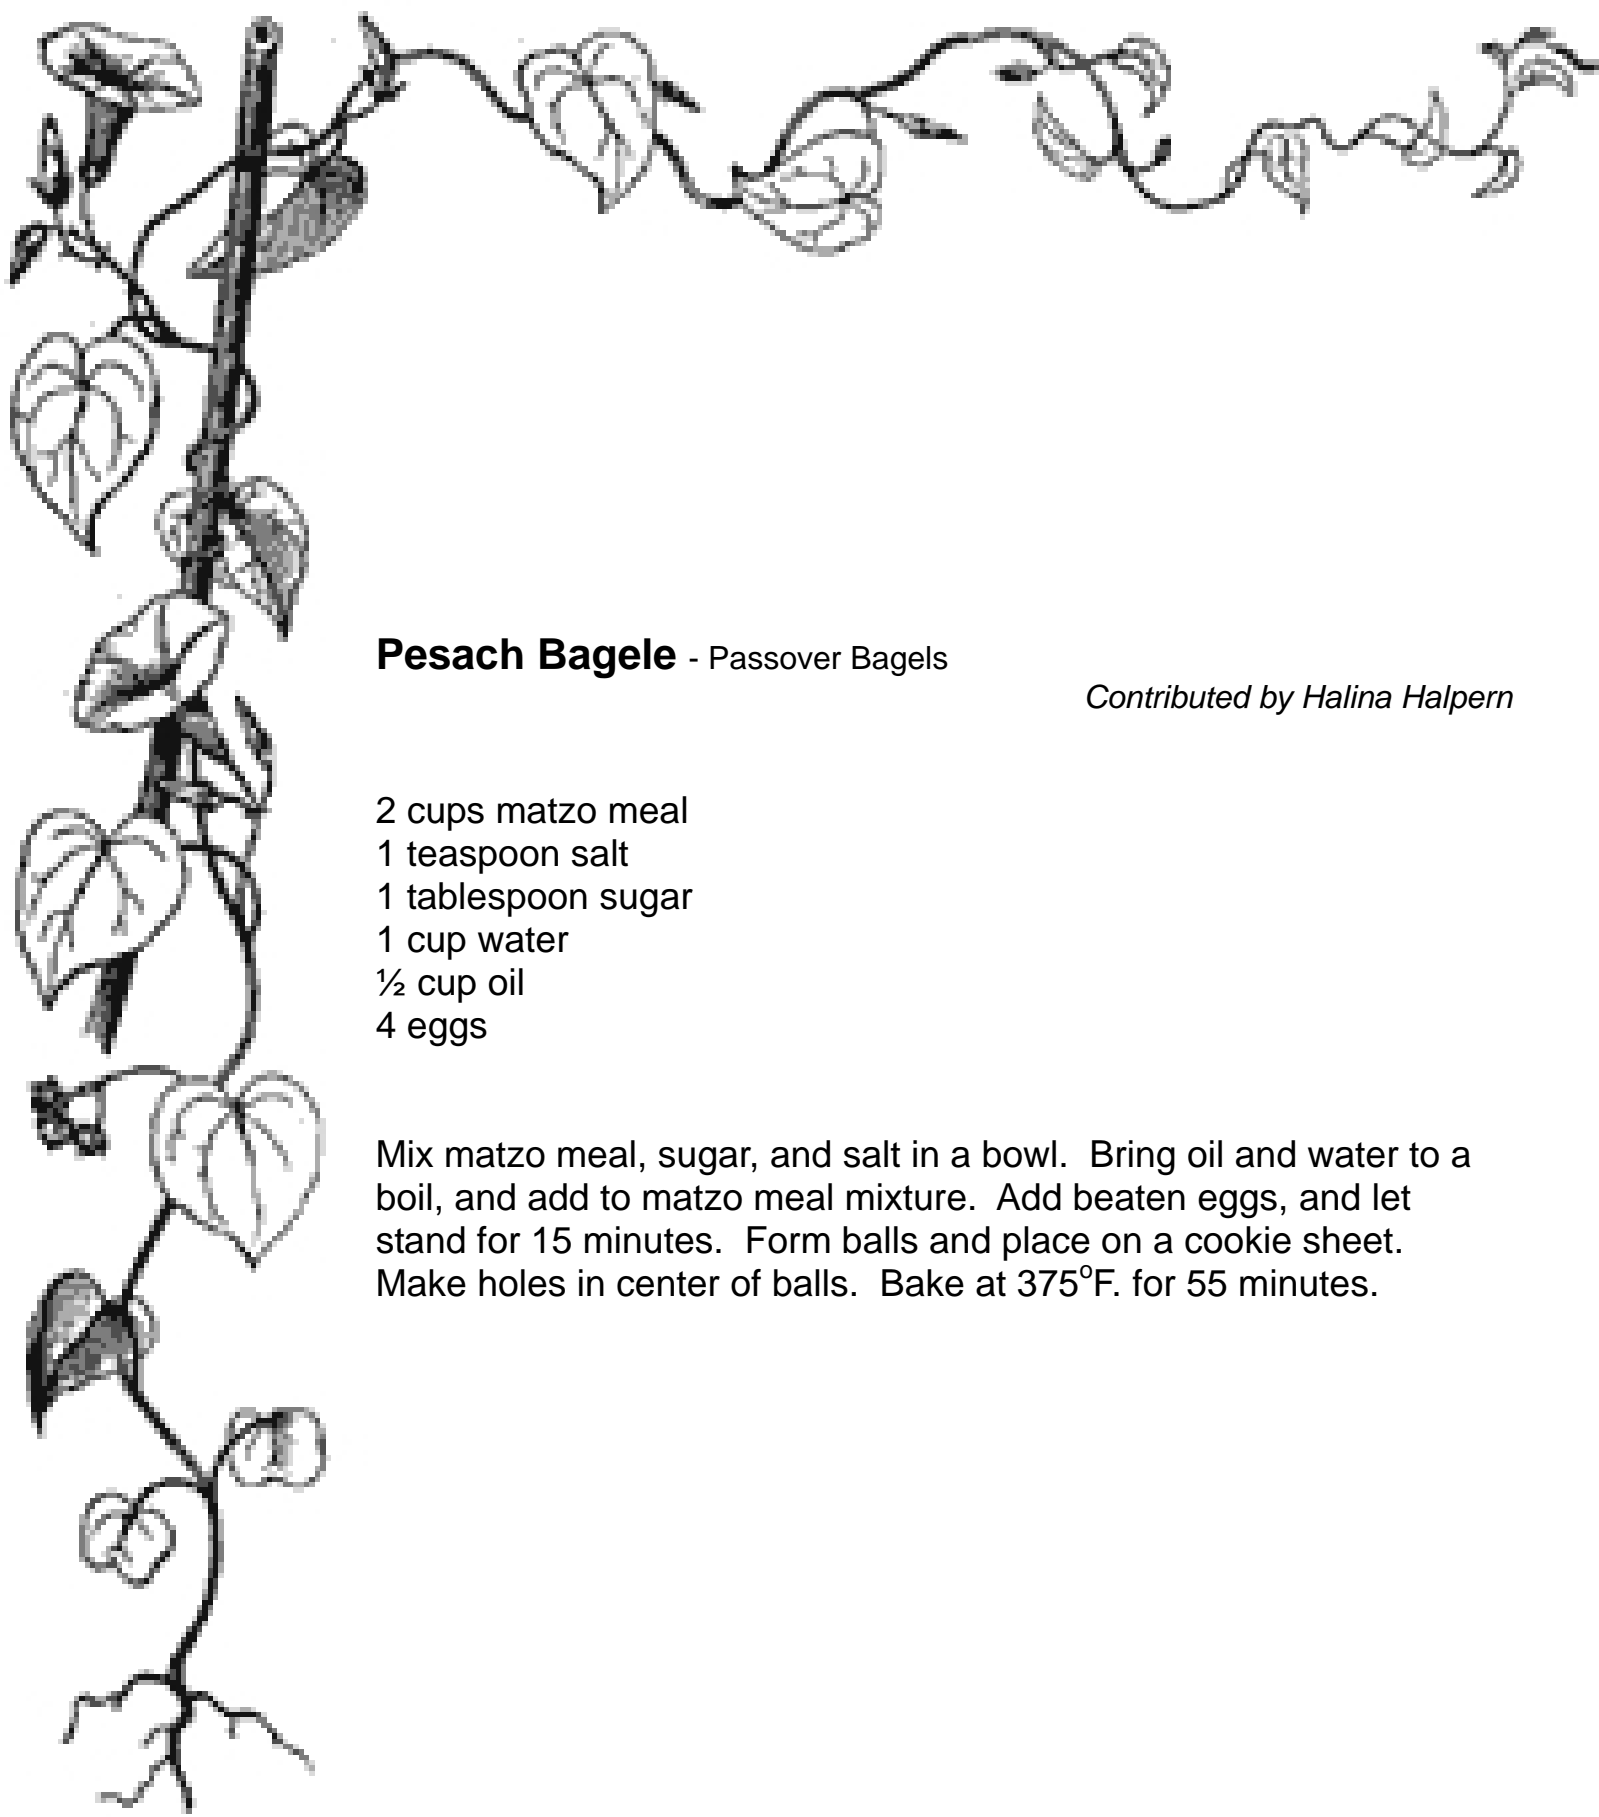 Pesach Bagele - Passover Bagels
Contributed by Halina Halpern
2 cups matzo meal
1 teaspoon salt
1 tablespoon sugar
1 cup water
½ cup oil
4 eggs
Mix matzo meal, sugar, and salt in a bowl.  Bring oil and water to a
boil, and add to matzo meal mixture.  Add beaten eggs, and let
stand for 15 minutes.  Form balls and place on a cookie sheet.
Make holes in center of balls.  Bake at 375ºF. for 55 minutes.